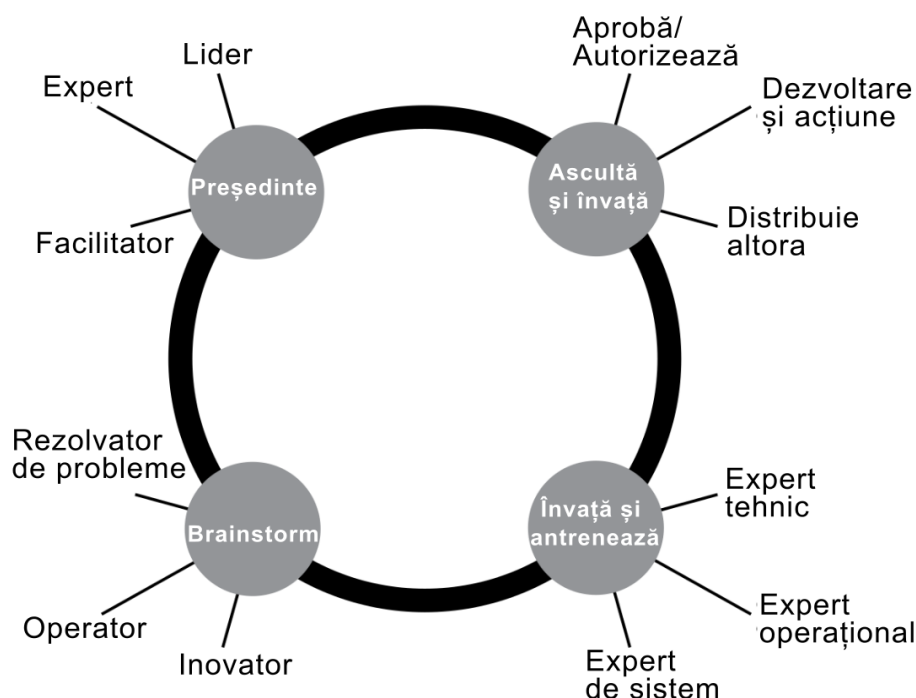 Lider
Expert
Președinte
Facilitator
Aprobă/
Autorizează
Dezvoltare
și acțiune
Ascultă
și învață
Distribuie
altora
Rezolvator
de probleme
Brainstorm
Operator
Inovator
Expert
tehnic
Învață și
antrenează
Expert
operațional
Expert
de sistem